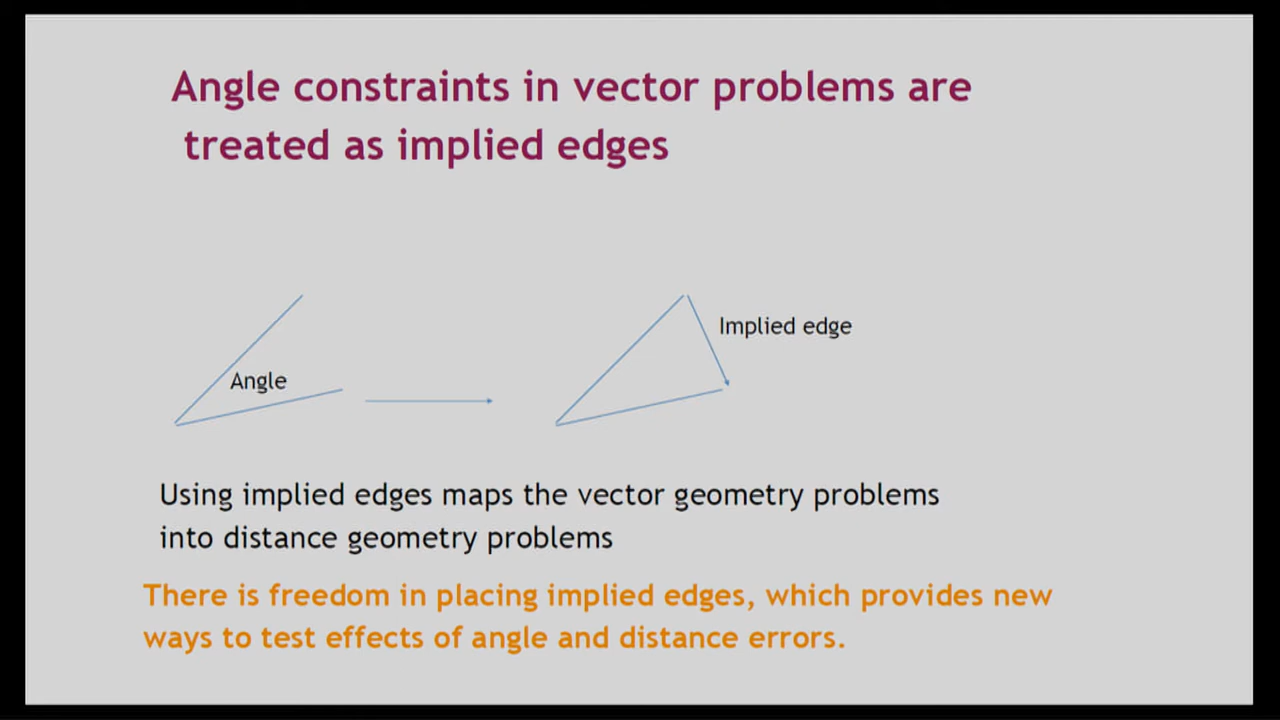 Angle constraints in vector problems are
treated as implied edges
Implied edge
Angle
Using implied edges maps the vector geometry problems
into distance geometry problems
There is freedom in placing implied edges, which provides new
ways to test effects of angle and distance errors.